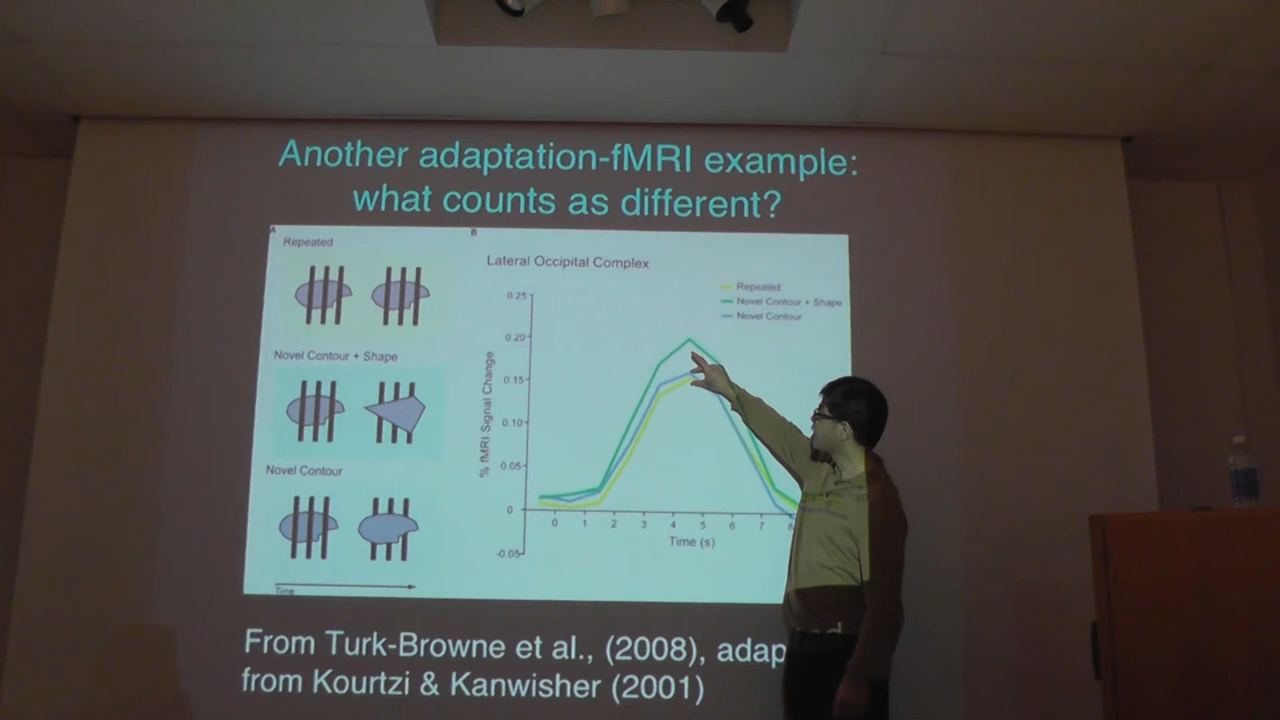 Another adaptation-fMRI example:
what counts as different?
A
B
Repeated
Novel Contour + Shape
Novel Contour
Time
Lateral Occipital Complex
Repeated
Novel Contour + Shape
Novel Contour
% fMRI Signal Change
0.25
0.20
0.15
0.10
0.05
0
-0.05
0 1 2 3 4 5 6 7 8
Time (s)
From Turk-Browne et al., (2008), adap d
from Kourtzi & Kanwisher (2001)